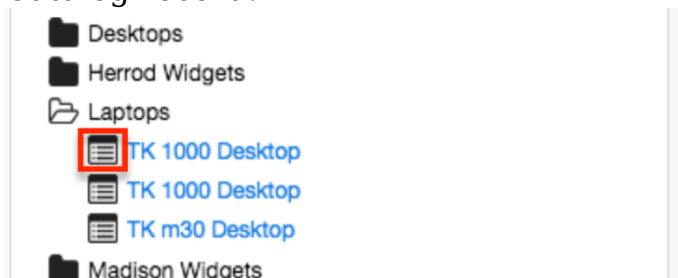 Desktops
Herrod Widgets
Laptops
TK 1000 Desktop
TK 1000 Desktop
TK m30 Desktop
Madison Widgets